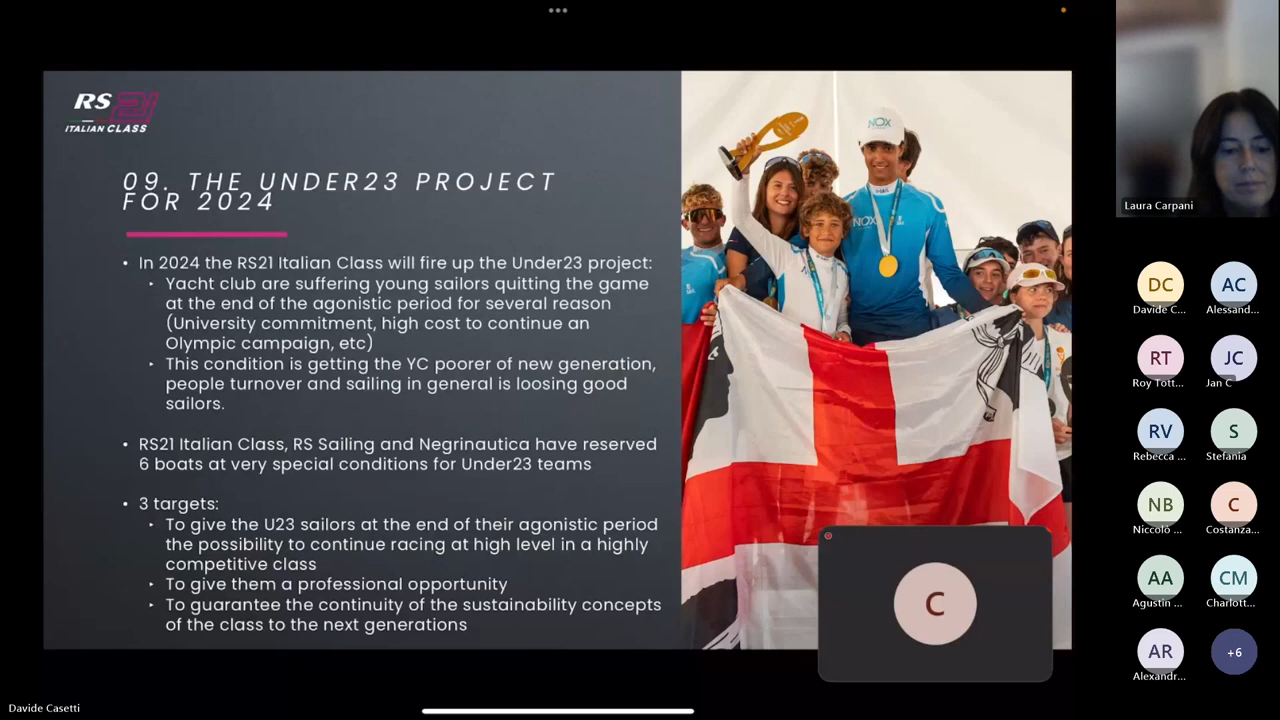 RS21
ITALIAN CLASS
09. THE UNDER23 PROJECT
FOR 2024
• In 2024 the RS21 Italian Class will fire up the Under23 project:
‣ Yacht club are suffering young sailors quitting the game
at the end of the agonistic period for several reason
(University commitment, high cost to continue an
Olympic campaign, etc)
‣ This condition is getting the YC poorer of new generation,
people turnover and sailing in general is loosing good
sailors.
• RS21 Italian Class, RS Sailing and Negrinautica have reserved
6 boats at very special conditions for Under23 teams
• 3 targets:
‣ To give the U23 sailors at the end of their agonistic period
the possibility to continue racing at high level in a highly
competitive class
‣ To give them a professional opportunity
‣ To guarantee the continuity of the sustainability concepts
of the class to the next generations
NOX
NOX
C
Laura Carpani
DC
AC
Davide C...
Alessand...
RT
JC
Roy Tott...
Jan C
RV
S
Rebecca ...
Stefania
NB
C
Niccolò ...
Costanza...
AA
CM
Agustin ...
Charlott...
AR
+6
Alexandr...
Davide Casetti